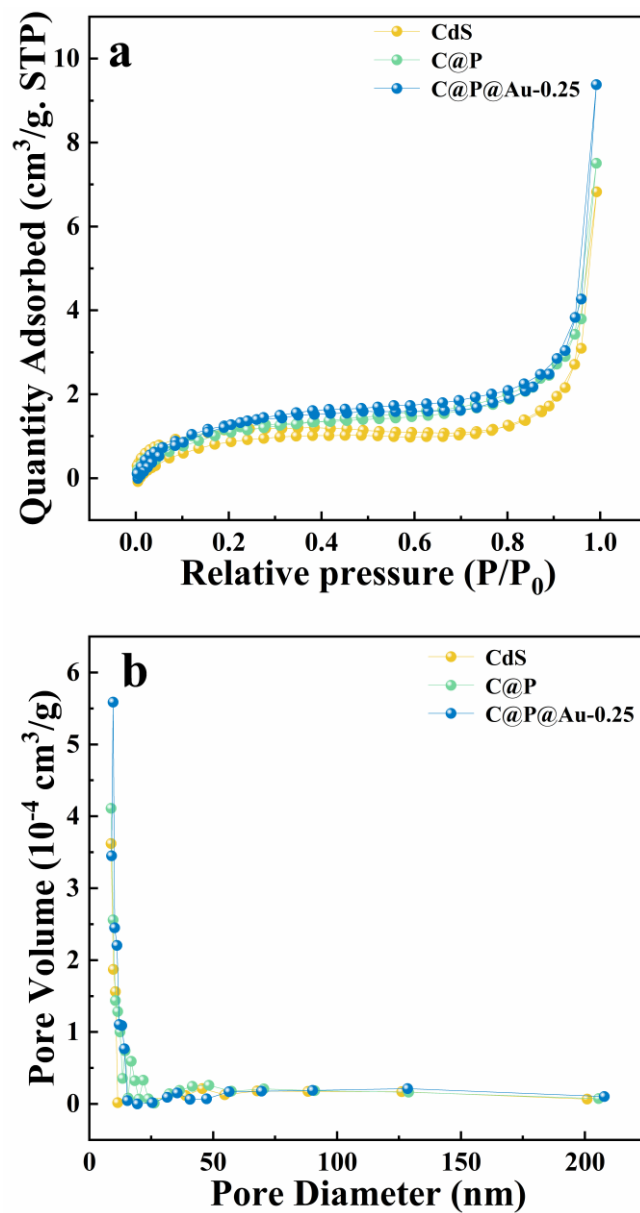 a
CdS
C@P
C@P@Au-0.25
Quantity Adsorbed (cm³/g. STP)
10
8
6
4
2
0
0.0 0.2 0.4 0.6 0.8 1.0
Relative pressure (P/P₀)
b
CdS
C@P
C@P@Au-0.25
Pore Volume (10⁻⁴ cm³/g)
6
5
4
3
2
1
0
0 50 100 150 200
Pore Diameter (nm)